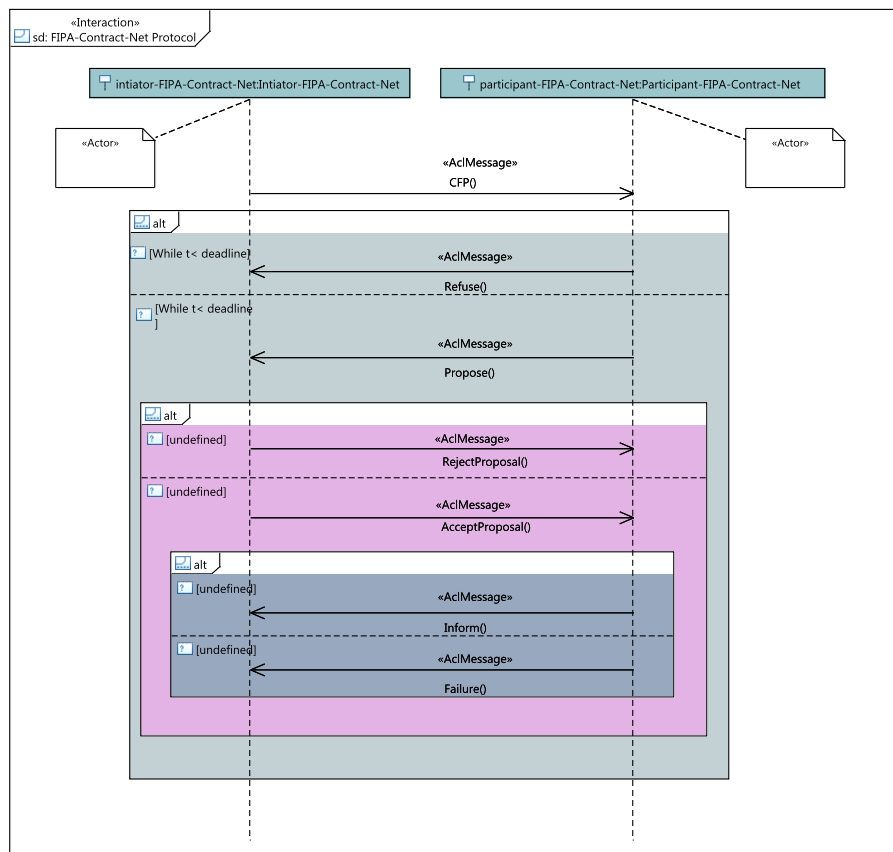 «Interaction»
sd: FIPA-Contract-Net Protocol
intiator-FIPA-Contract-Net:Intiator-FIPA-Contract-Net
participant-FIPA-Contract-Net:Participant-FIPA-Contract-Net
«Actor»
«Actor»
«AclMessage»
CFP()
alt
[While t< deadline]
«AclMessage»
Refuse()
[While t< deadline
]
«AclMessage»
Propose()
alt
[undefined]
«AclMessage»
RejectProposal()
[undefined]
«AclMessage»
AcceptProposal()
alt
[undefined]
«AclMessage»
Inform()
[undefined]
«AclMessage»
Failure()